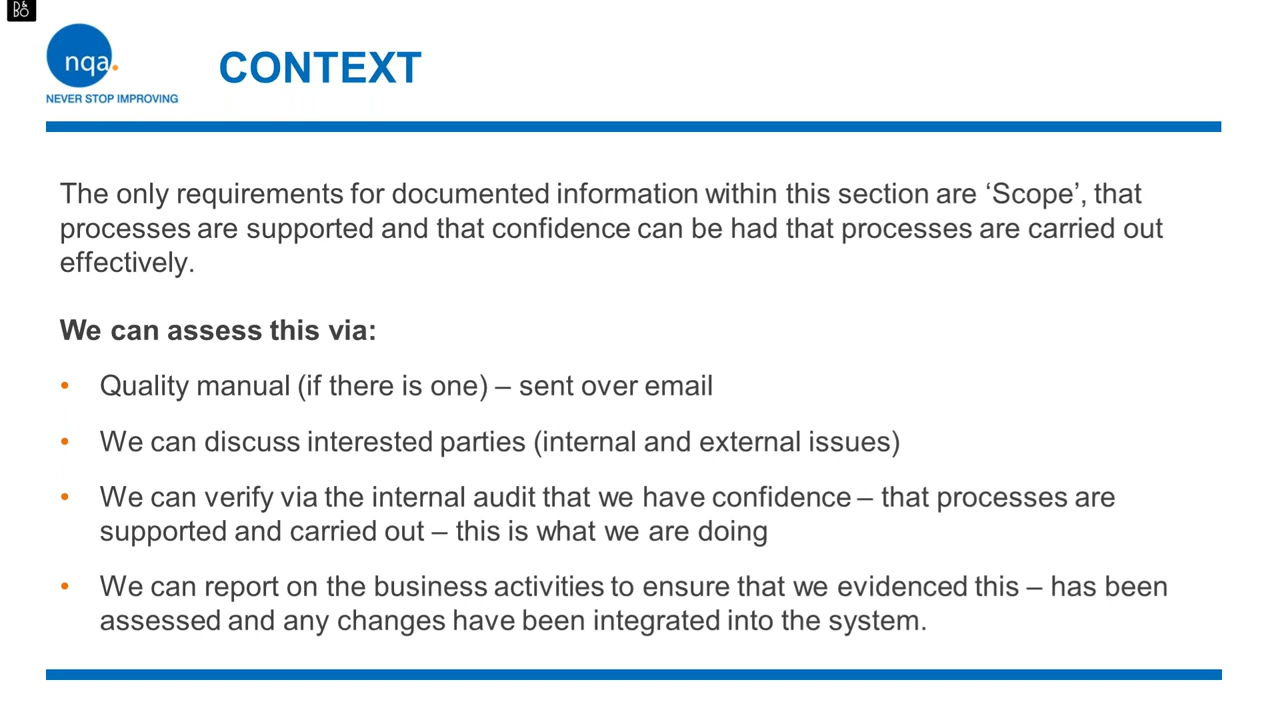 B&O
nqa.
NEVER STOP IMPROVING
CONTEXT
The only requirements for documented information within this section are ‘Scope’, that
processes are supported and that confidence can be had that processes are carried out
effectively.
We can assess this via:
• Quality manual (if there is one) – sent over email
• We can discuss interested parties (internal and external issues)
• We can verify via the internal audit that we have confidence – that processes are
supported and carried out – this is what we are doing
• We can report on the business activities to ensure that we evidenced this – has been
assessed and any changes have been integrated into the system.